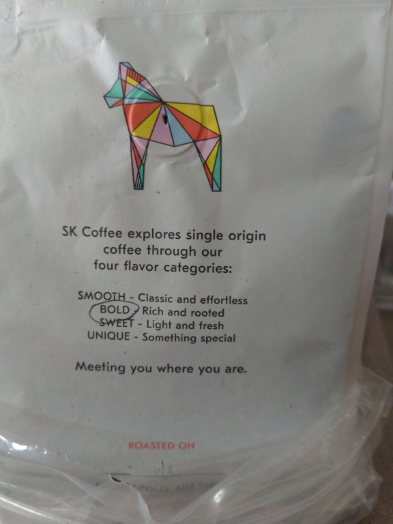 SK Coffee explores single origin
coffee through our
four flavor categories:
SMOOTH - Classic and effortless
BOLD - Rich and rooted
SWEET - Light and fresh
UNIQUE - Something special
Meeting you where you are.
ROASTED ON